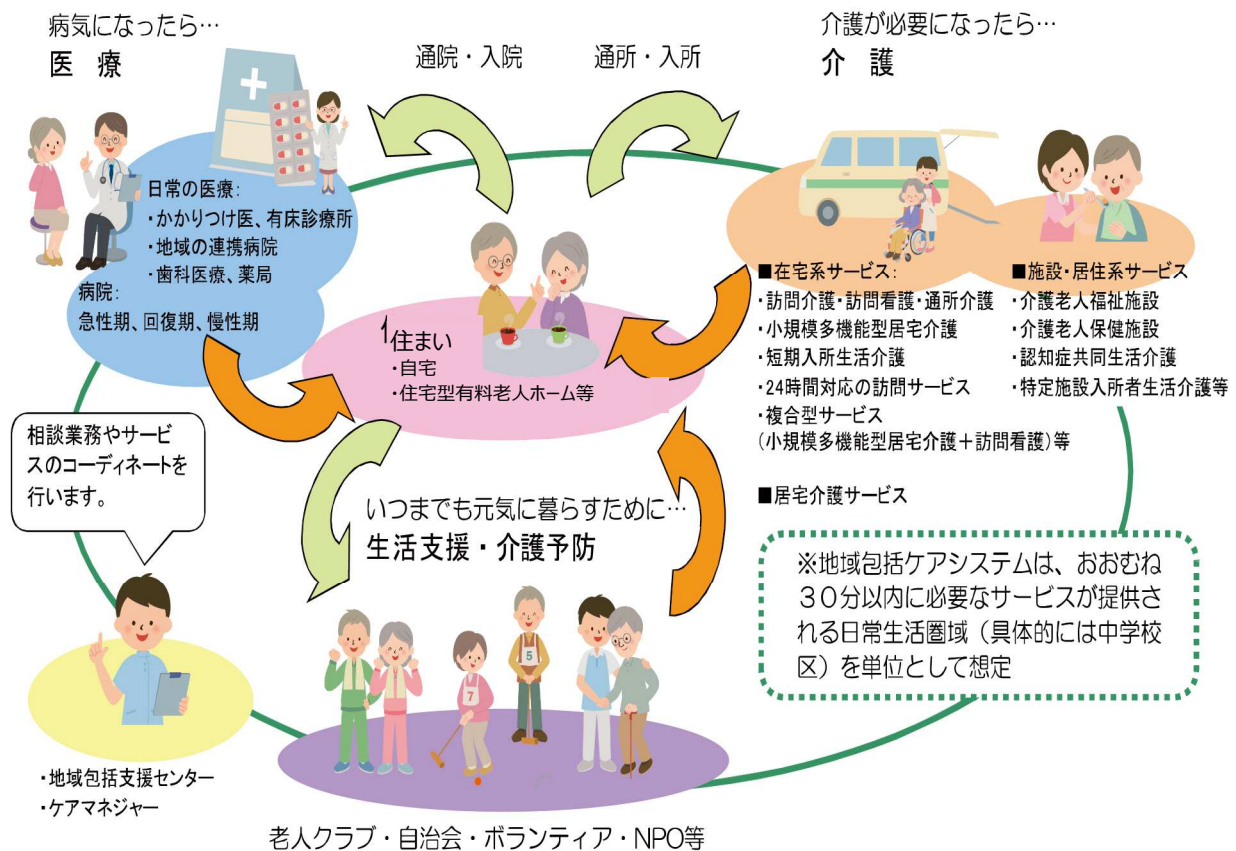 病気になったら…
医　療
通院・入院
通所・入所
介護が必要になったら…
介　護
日常の医療:
・かかりつけ医、有床診療所
・地域の連携病院
・歯科医療、薬局
病院:
急性期、回復期、慢性期
住まい
・自宅
・住宅型有料老人ホーム等
■在宅系サービス:
・訪問介護・訪問看護・通所介護
・小規模多機能型居宅介護
・短期入所生活介護
・24時間対応の訪問サービス
・複合型サービス
(小規模多機能型居宅介護＋訪問看護)等
■居宅介護サービス
■施設・居住系サービス
・介護老人福祉施設
・介護老人保健施設
・認知症共同生活介護
・特定施設入所者生活介護等
相談業務やサービ
スのコーディネートを
行います。
いつまでも元気に暮らすために…
生活支援・介護予防
7
5
※地域包括ケアシステムは、おおむね
３０分以内に必要なサービスが提供さ
れる日常生活圏域（具体的には中学校
区）を単位として想定
・地域包括支援センター
・ケアマネジャー
老人クラブ・自治会・ボランティア・NPO等